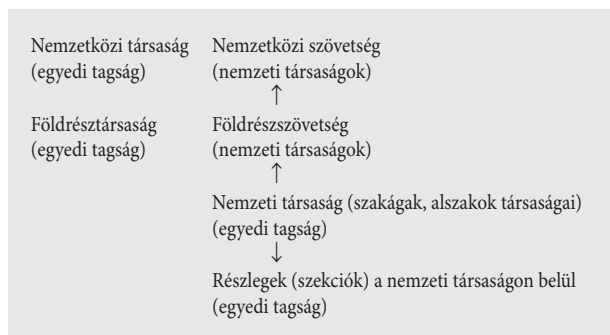 Nemzetközi társaság Nemzetközi szövetség
(egyedi tagság) (nemzeti társaságok)
↑
Földrésztársaság Földrészszövetség
(egyedi tagság) (nemzeti társaságok)
↑
Nemzeti társaság (szakágak, alszakok társaságai)
(egyedi tagság)
↓
Részlegek (szekciók) a nemzeti társaságon belül
(egyedi tagság)